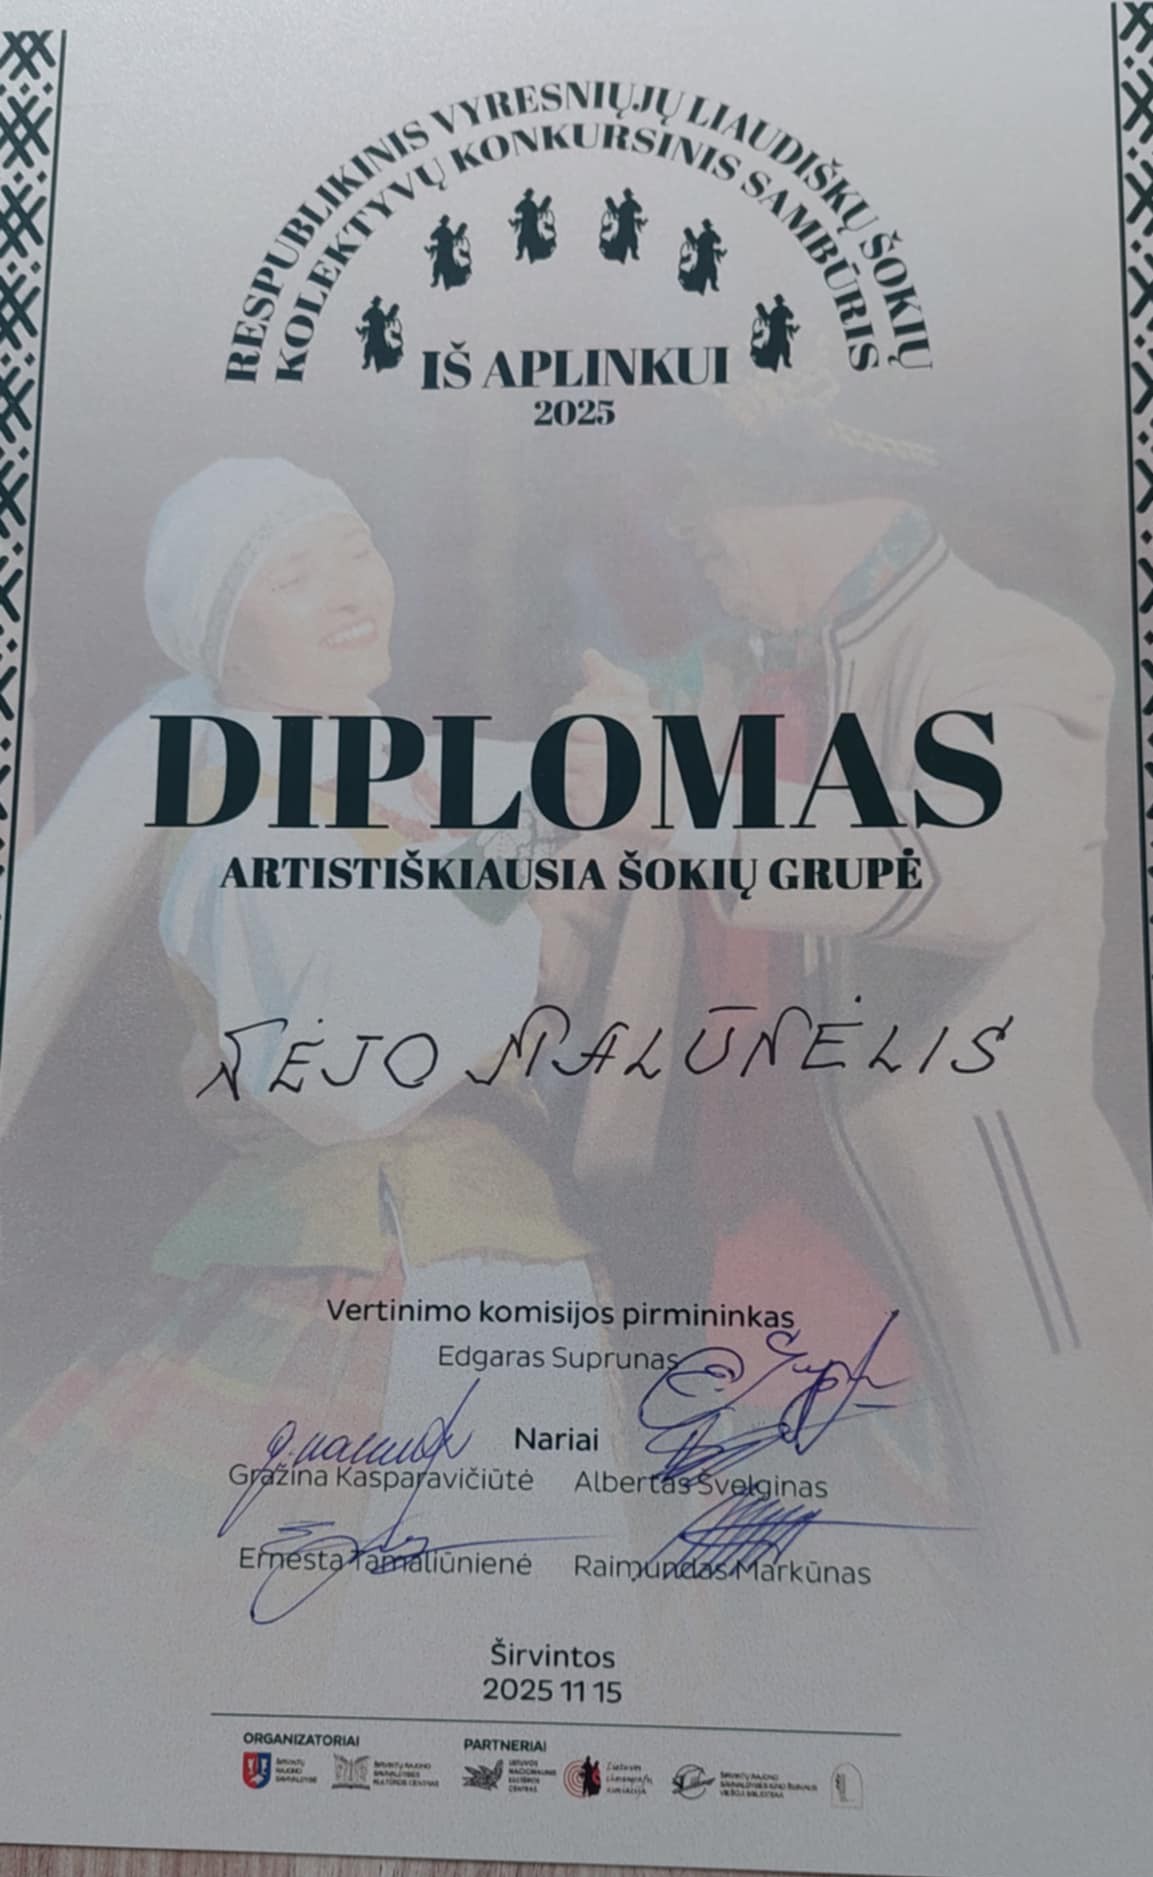 RESPUBLIKINIS VYRESNIŲJŲ LIAUDIŠKŲ ŠOKIŲ
KOLEKTYVŲ KONKURSINIS SAMBŪRIS
IŠ APLINKUI
2025
DIPLOMAS
ARTISTIŠKIAUSIA ŠOKIŲ GRUPĖ
VĖJO MALŪNĖLIS
Vertinimo komisijos pirmininkas
Edgaras Suprunas
Nariai
Gražina Kasparavičiūtė Albertas Švelginas
Ernesta Tamaliūnienė Raimundas Markūnas
Širvintos
2025 11 15
ORGANIZATORIAI PARTNERIAI